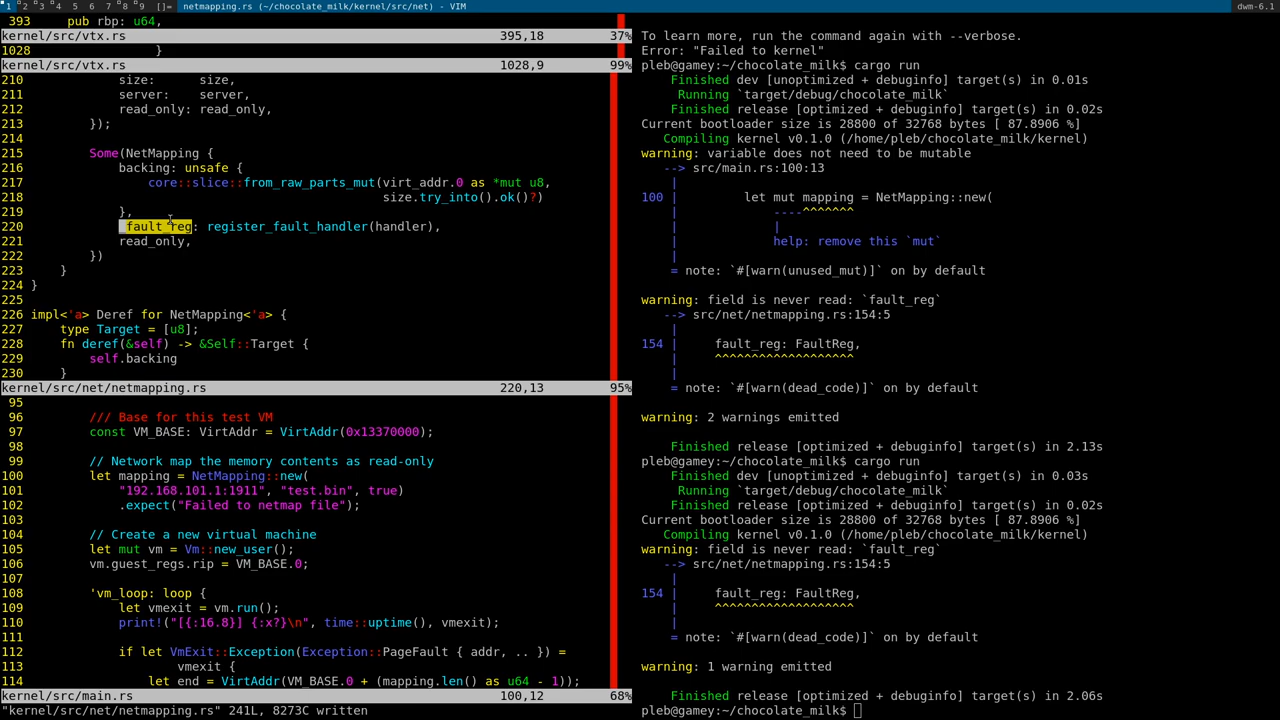 1 2 3 4 5 6 7 8 9 []= netmapping.rs (~/chocolate_milk/kernel/src/net) - VIM dwm-6.1
393     pub rbp: u64,
kernel/src/vtx.rs 395,18 37%
1028                 }
kernel/src/vtx.rs 1028,9 99%
210             size:      size,
211             server:    server,
212             read_only: read_only,
213         });
214
215         Some(NetMapping {
216             backing: unsafe {
217                 core::slice::from_raw_parts_mut(virt_addr.0 as *mut u8,
218                                                 size.try_into().ok()?)
219             },
220             _fault_reg: register_fault_handler(handler),
221             read_only,
222         })
223     }
224 }
225
226 impl<'a> Deref for NetMapping<'a> {
227     type Target = [u8];
228     fn deref(&self) -> &Self::Target {
229         self.backing
230     }
kernel/src/net/netmapping.rs 220,13 95%
95
96         /// Base for this test VM
97         const VM_BASE: VirtAddr = VirtAddr(0x13370000);
98
99         // Network map the memory contents as read-only
100         let mapping = NetMapping::new(
101             "192.168.101.1:1911", "test.bin", true)
102             .expect("Failed to netmap file");
103
104         // Create a new virtual machine
105         let mut vm = Vm::new_user();
106         vm.guest_regs.rip = VM_BASE.0;
107
108         'vm_loop: loop {
109             let vmexit = vm.run();
110             print!("[{:16.8}] {:x?}\n", time::uptime(), vmexit);
111
112             if let VmExit::Exception(Exception::PageFault { addr, .. }) =
113                     vmexit {
114                 let end = VirtAddr(VM_BASE.0 + (mapping.len() as u64 - 1));
kernel/src/main.rs 100,12 68%
"kernel/src/net/netmapping.rs" 241L, 8273C written
To learn more, run the command again with --verbose.
Error: "Failed to kernel"
pleb@gamey:~/chocolate_milk$ cargo run
    Finished dev [unoptimized + debuginfo] target(s) in 0.01s
     Running `target/debug/chocolate_milk`
    Finished release [optimized + debuginfo] target(s) in 0.02s
Current bootloader size is 28800 of 32768 bytes [ 87.8906 %]
   Compiling kernel v0.1.0 (/home/pleb/chocolate_milk/kernel)
warning: variable does not need to be mutable
   --> src/main.rs:100:13
    |
100 |         let mut mapping = NetMapping::new(
    |             ----^^^^^^^
    |             |
    |             help: remove this `mut`
    |
    = note: `#[warn(unused_mut)]` on by default

warning: field is never read: `fault_reg`
   --> src/net/netmapping.rs:154:5
    |
154 |     fault_reg: FaultReg,
    |     ^^^^^^^^^^^^^^^^^^^
    |
    = note: `#[warn(dead_code)]` on by default

warning: 2 warnings emitted

    Finished release [optimized + debuginfo] target(s) in 2.13s
pleb@gamey:~/chocolate_milk$ cargo run
    Finished dev [unoptimized + debuginfo] target(s) in 0.03s
     Running `target/debug/chocolate_milk`
    Finished release [optimized + debuginfo] target(s) in 0.02s
Current bootloader size is 28800 of 32768 bytes [ 87.8906 %]
   Compiling kernel v0.1.0 (/home/pleb/chocolate_milk/kernel)
warning: field is never read: `fault_reg`
   --> src/net/netmapping.rs:154:5
    |
154 |     fault_reg: FaultReg,
    |     ^^^^^^^^^^^^^^^^^^^
    |
    = note: `#[warn(dead_code)]` on by default

warning: 1 warning emitted

    Finished release [optimized + debuginfo] target(s) in 2.06s
pleb@gamey:~/chocolate_milk$